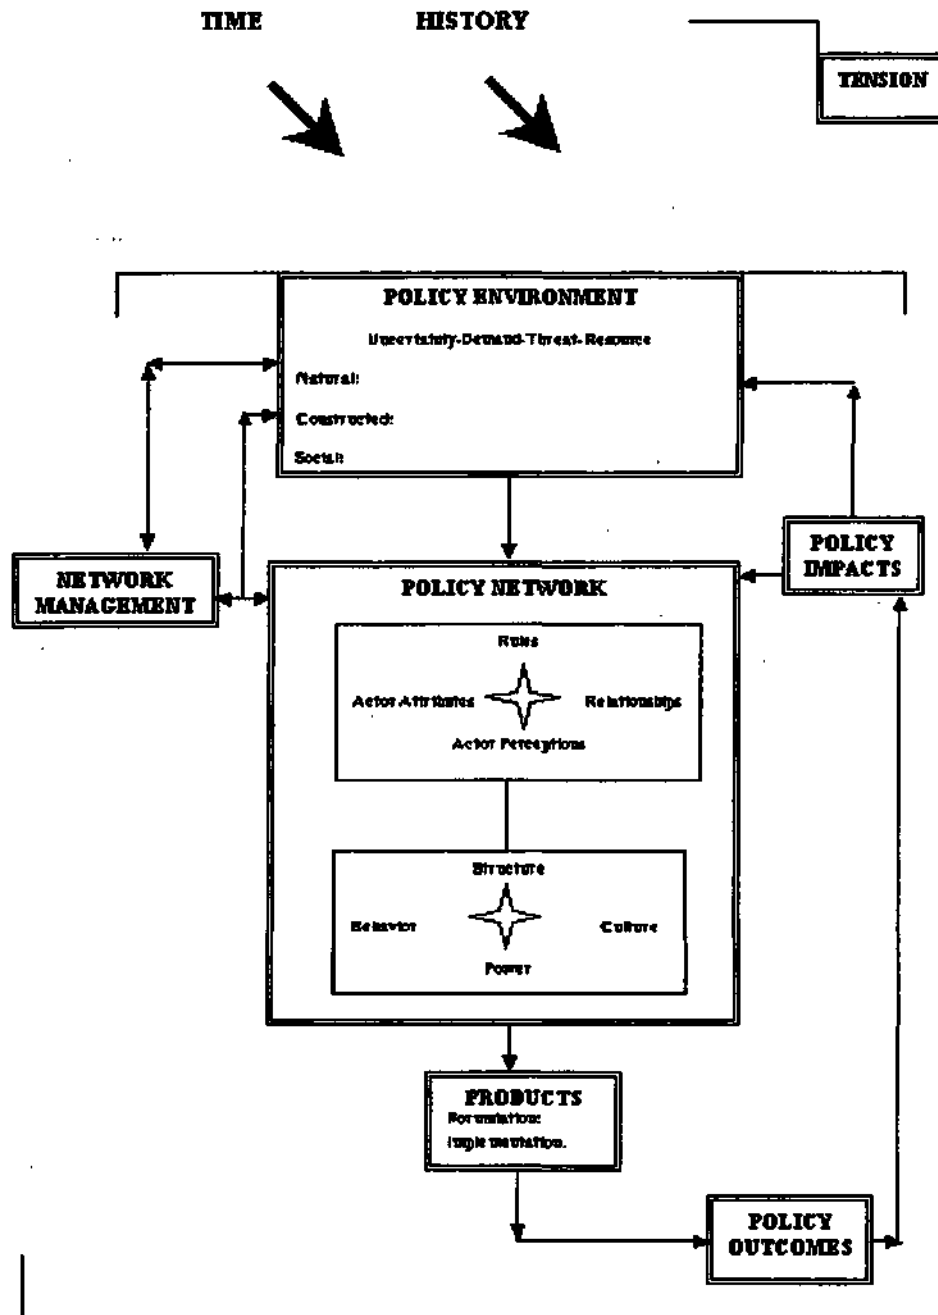 TIME
HISTORY
TENSION
POLICY ENVIRONMENT
Uncertainty-Demand-Threat-Resource
Natural:
Constructed:
Social:
NETWORK
MANAGEMENT
POLICY
IMPACTS
POLICY NETWORK
Rules
Actor Attributes
Relationships
Actor Perceptions
Structure
Behavior
Culture
Power
PRODUCTS
Formulation:
Implementation.
POLICY
OUTCOMES